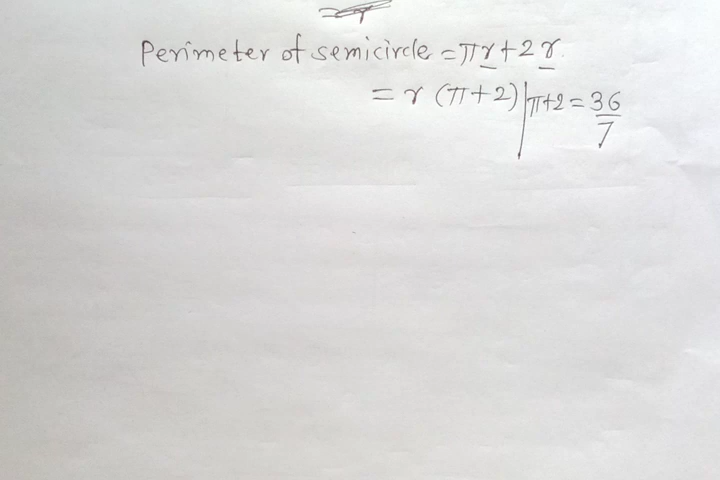 Perimeter of semicircle = πr + 2r.
= r (π + 2) | π+2 = 36/7